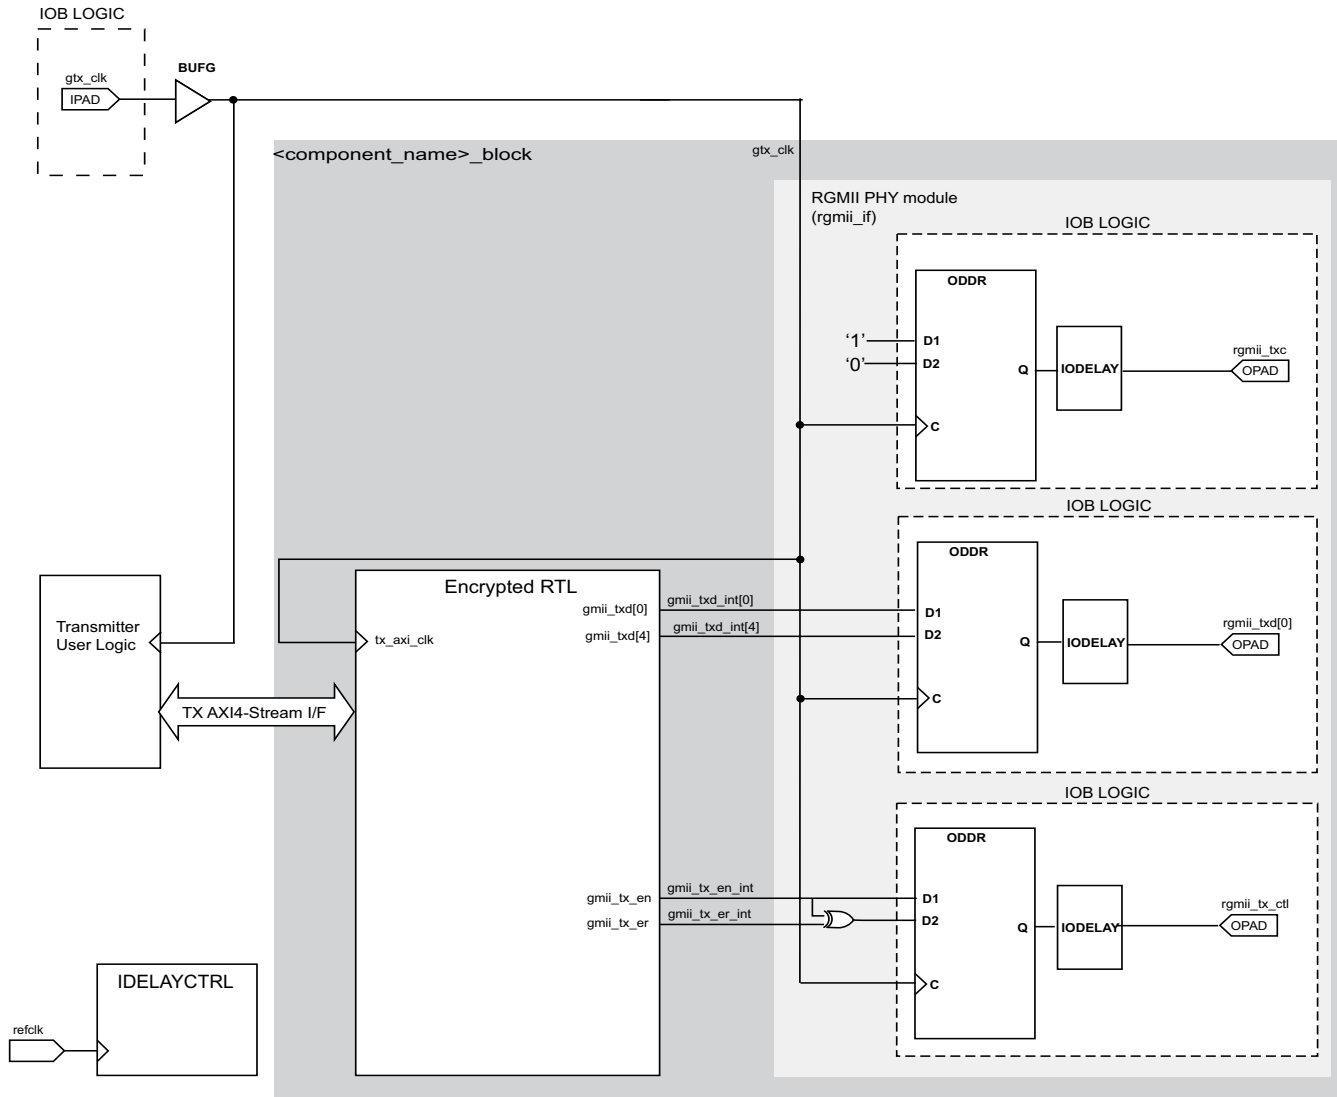 IOB LOGIC
gtx_clk
IPAD
BUFG
<component_name>_block
gtx_clk
RGMII PHY module
(rgmii_if)
IOB LOGIC
ODDR
‘1’
D1
‘0’
D2
Q
IODELAY
rgmii_txc
OPAD
C
IOB LOGIC
ODDR
Encrypted RTL
gmii_txd[0]
gmii_txd_int[0]
D1
gmii_txd[4]
gmii_txd_int[4]
D2
Q
IODELAY
rgmii_txd[0]
OPAD
C
Transmitter
User Logic
tx_axi_clk
TX AXI4-Stream I/F
IOB LOGIC
ODDR
gmii_tx_en
gmii_tx_en_int
D1
gmii_tx_er
gmii_tx_er_int
D2
Q
IODELAY
rgmii_tx_ctl
OPAD
C
IDELAYCTRL
refclk